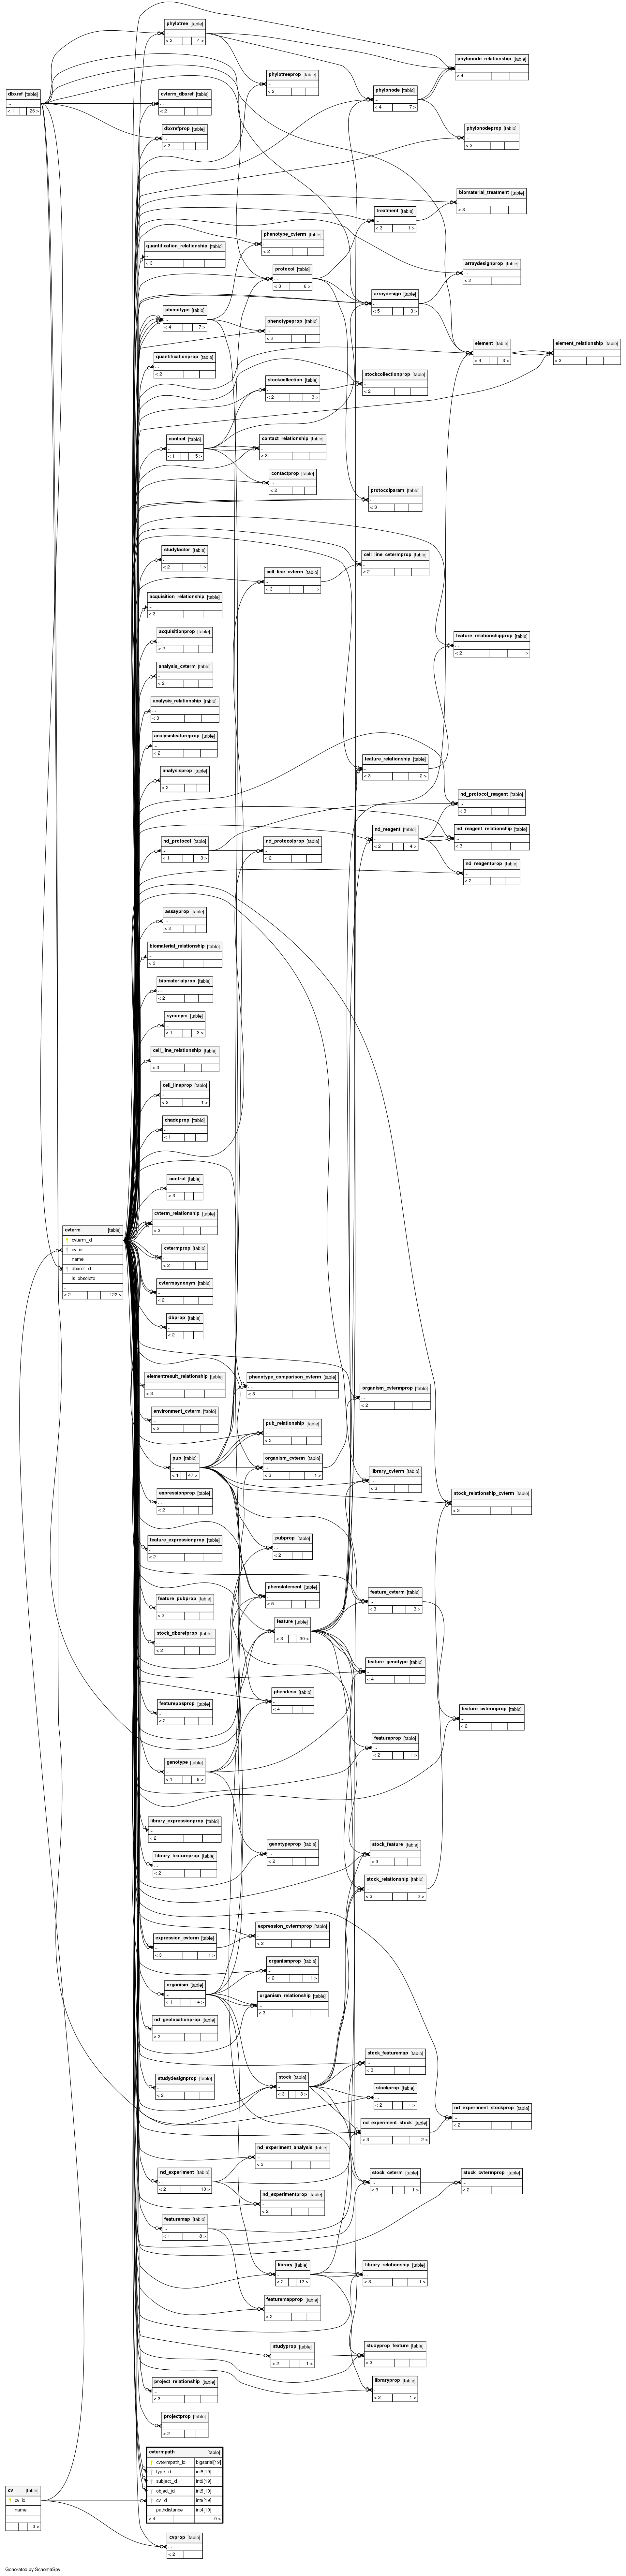 phylotree [table]
...
< 3 4 >
phylonode_relationship [table]
...
< 4
phylotreeprop [table]
...
< 2
phylonode [table]
...
< 4 7 >
dbxref [table]
...
< 1 26 >
cvterm_dbxref [table]
...
< 2
dbxrefprop [table]
...
< 2
phylonodeprop [table]
...
< 2
biomaterial_treatment [table]
...
< 3
treatment [table]
...
< 3 1 >
phenotype_cvterm [table]
...
< 2
quantification_relationship [table]
...
< 3
protocol [table]
...
< 3 6 >
arraydesignprop [table]
...
< 2
arraydesign [table]
...
< 5 3 >
phenotype [table]
...
< 4 7 >
phenotypeprop [table]
...
< 2
element [table]
...
< 4 3 >
element_relationship [table]
...
< 3
quantificationprop [table]
...
< 2
stockcollection [table]
...
< 2 3 >
stockcollectionprop [table]
...
< 2
contact [table]
...
< 1 15 >
contact_relationship [table]
...
< 3
contactprop [table]
...
< 2
protocolparam [table]
...
< 3
studyfactor [table]
...
< 2 1 >
cell_line_cvtermprop [table]
...
< 2
cell_line_cvterm [table]
...
< 3 1 >
acquisition_relationship [table]
...
< 3
acquisitionprop [table]
...
< 2
feature_relationshipprop [table]
...
< 2 1 >
analysis_cvterm [table]
...
< 2
analysis_relationship [table]
...
< 3
analysisfeatureprop [table]
...
< 2
feature_relationship [table]
...
< 3 2 >
analysisprop [table]
...
< 2
nd_protocol_reagent [table]
...
< 3
nd_reagent [table]
...
< 2 4 >
nd_reagent_relationship [table]
...
< 3
nd_protocol [table]
...
< 1 3 >
nd_protocolprop [table]
...
< 2
nd_reagentprop [table]
...
< 2
assayprop [table]
...
< 2
biomaterial_relationship [table]
...
< 3
biomaterialprop [table]
...
< 2
synonym [table]
...
< 1 3 >
cell_line_relationship [table]
...
< 3
cell_lineprop [table]
...
< 2 1 >
chadoprop [table]
...
< 1
control [table]
...
< 3
cvterm_relationship [table]
...
< 3
cvterm [table]
cvterm_id
cv_id
name
dbxref_id
is_obsolete
...
< 2 122 >
cvtermprop [table]
...
< 2
cvtermsynonym [table]
...
< 2
dbprop [table]
...
< 2
elementresult_relationship [table]
...
< 3
phenotype_comparison_cvterm [table]
...
< 3
organism_cvtermprop [table]
...
< 2
environment_cvterm [table]
...
< 2
pub_relationship [table]
...
< 3
pub [table]
...
< 1 47 >
organism_cvterm [table]
...
< 3 1 >
library_cvterm [table]
...
< 3
expressionprop [table]
...
< 2
stock_relationship_cvterm [table]
...
< 3
feature_expressionprop [table]
...
< 2
pubprop [table]
...
< 2
phenstatement [table]
...
< 5
feature_cvterm [table]
...
< 3 3 >
feature_pubprop [table]
...
< 2
feature [table]
...
< 3 30 >
stock_dbxrefprop [table]
...
< 2
feature_genotype [table]
...
< 4
phendesc [table]
...
< 4
featureposprop [table]
...
< 2
feature_cvtermprop [table]
...
< 2
featureprop [table]
...
< 2 1 >
genotype [table]
...
< 1 8 >
library_expressionprop [table]
...
< 2
genotypeprop [table]
...
< 2
stock_feature [table]
...
< 3
library_featureprop [table]
...
< 2
stock_relationship [table]
...
< 3 2 >
expression_cvtermprop [table]
...
< 2
expression_cvterm [table]
...
< 3 1 >
organismprop [table]
...
< 2 1 >
organism [table]
...
< 1 14 >
organism_relationship [table]
...
< 3
nd_geolocationprop [table]
...
< 2
stock_featuremap [table]
...
< 3
studydesignprop [table]
...
< 2
stock [table]
...
< 3 13 >
stockprop [table]
...
< 2 1 >
nd_experiment_stockprop [table]
...
< 2
nd_experiment_stock [table]
...
< 3 2 >
nd_experiment_analysis [table]
...
< 3
nd_experiment [table]
...
< 2 10 >
stock_cvterm [table]
...
< 3 1 >
stock_cvtermprop [table]
...
< 2
nd_experimentprop [table]
...
< 2
featuremap [table]
...
< 1 8 >
library [table]
...
< 2 12 >
library_relationship [table]
...
< 3 1 >
featuremapprop [table]
...
< 2
studyprop [table]
...
< 2 1 >
studyprop_feature [table]
...
< 3
project_relationship [table]
...
< 3
libraryprop [table]
...
< 2 1 >
projectprop [table]
...
< 2
cvtermpath [table]
cvtermpath_id bigserial[19]
type_id int8[19]
subject_id int8[19]
object_id int8[19]
cv_id int8[19]
pathdistance int4[10]
< 4 0 >
cv [table]
cv_id
name
...
3 >
cvprop [table]
...
< 2
Generated by SchemaSpy